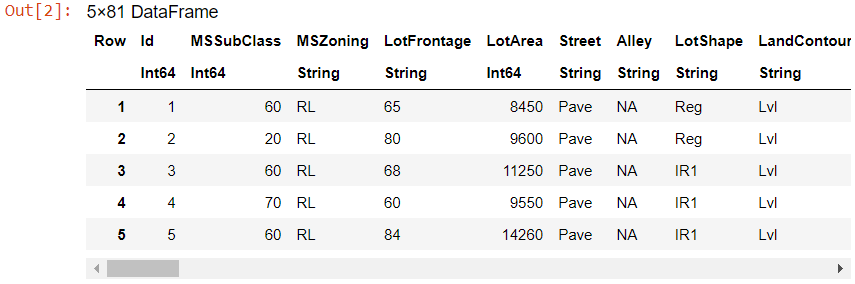 Out[2]: 5×81 DataFrame
Row Id MSSubClass MSZoning LotFrontage LotArea Street Alley LotShape LandContour
Int64 Int64 String String Int64 String String String String
1 1 60 RL 65 8450 Pave NA Reg Lvl
2 2 20 RL 80 9600 Pave NA Reg Lvl
3 3 60 RL 68 11250 Pave NA IR1 Lvl
4 4 70 RL 60 9550 Pave NA IR1 Lvl
5 5 60 RL 84 14260 Pave NA IR1 Lvl